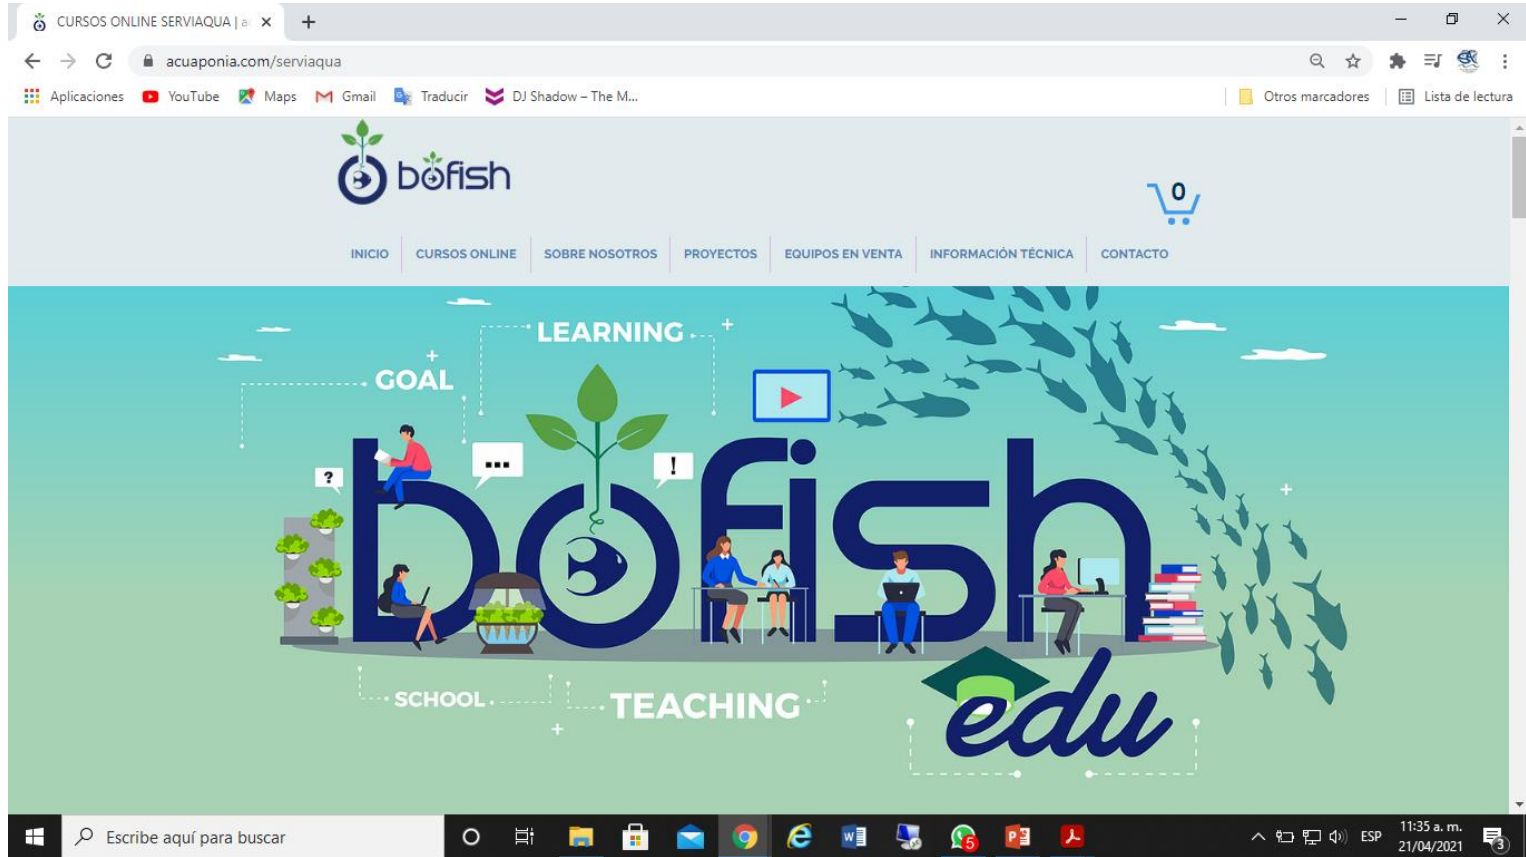 CURSOS ONLINE SERVIAQUA | a
acuaponia.com/serviaqua
Aplicaciones YouTube Maps Gmail Traducir DJ Shadow – The M... Otros marcadores Lista de lectura
bofish
0
INICIO CURSOS ONLINE SOBRE NOSOTROS PROYECTOS EQUIPOS EN VENTA INFORMACIÓN TÉCNICA CONTACTO
LEARNING
GOAL
...
!
?
bofish
SCHOOL
TEACHING
edu
Escribe aquí para buscar
6
ESP
11:35 a. m.
21/04/2021
3